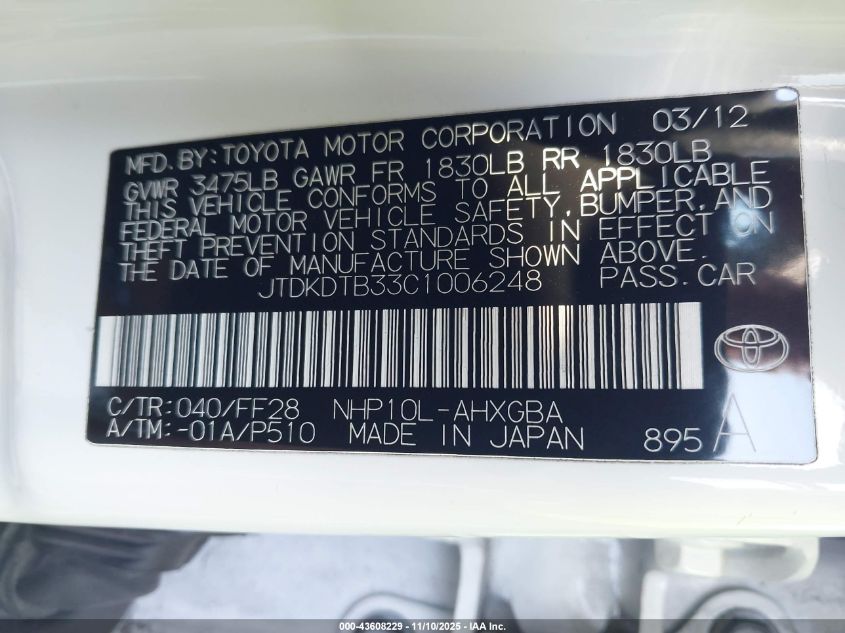 MFD. BY: TOYOTA MOTOR CORPORATION 03/12
GVWR 3475LB GAWR FR 1830LB RR 1830LB
THIS VEHICLE CONFORMS TO ALL APPLICABLE
FEDERAL MOTOR VEHICLE SAFETY, BUMPER, AND
THEFT PREVENTION STANDARDS IN EFFECT ON
THE DATE OF MANUFACTURE SHOWN ABOVE.
JTDKDTB33C1006248 PASS. CAR
C/TR: 040/FF28 NHP10L-AHXGBA
A/TM: -01A/P510 MADE IN JAPAN 895 A
000-43608229 - 11/10/2025 - IAA Inc.